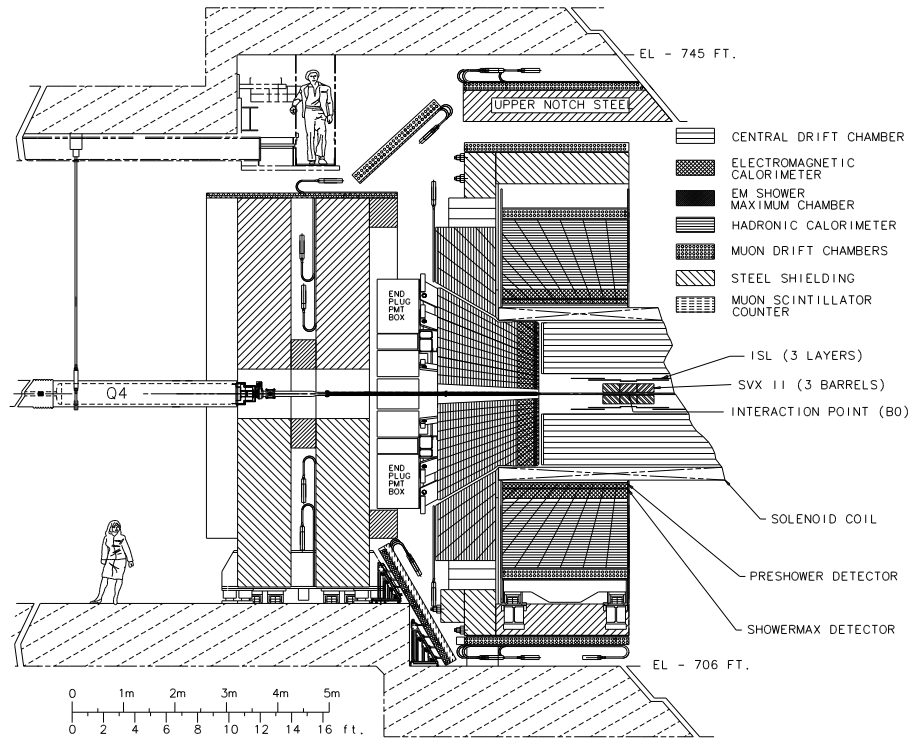 EL - 745 FT.
UPPER NOTCH STEEL
CENTRAL DRIFT CHAMBER
ELECTROMAGNETIC
CALORIMETER
EM SHOWER
MAXIMUM CHAMBER
HADRONIC CALORIMETER
MUON DRIFT CHAMBERS
STEEL SHIELDING
MUON SCINTILLATOR
COUNTER
END
PLUG
PMT
BOX
ISL (3 LAYERS)
Q4
SVX II (3 BARRELS)
INTERACTION POINT (B0)
END
PLUG
PMT
BOX
SOLENOID COIL
PRESHOWER DETECTOR
SHOWERMAX DETECTOR
EL - 706 FT.
0 1m 2m 3m 4m 5m
0 2 4 6 8 10 12 14 16 ft.